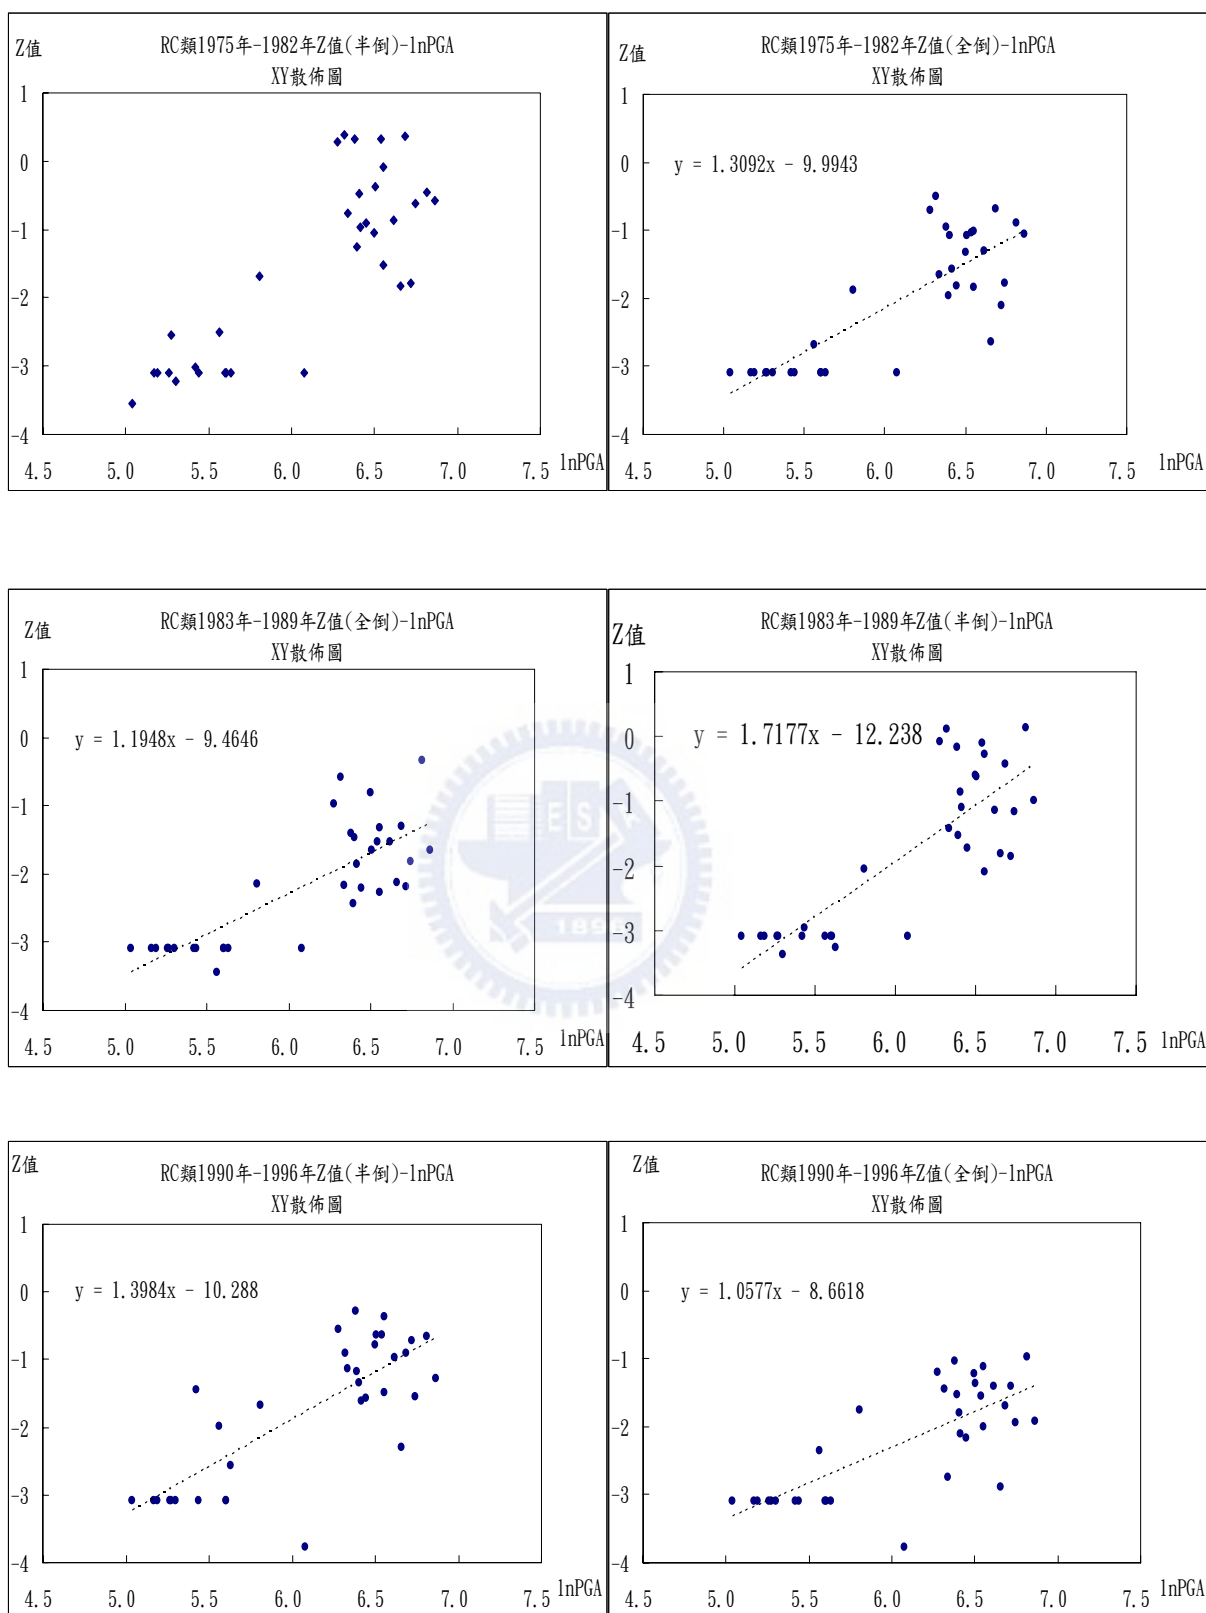 Z值
RC類1975年-1982年Z值(半倒)-lnPGA
XY散佈圖
1
0
-1
-2
-3
-4
4.5 5.0 5.5 6.0 6.5 7.0 7.5 lnPGA
Z值
RC類1975年-1982年Z值(全倒)-lnPGA
XY散佈圖
1
0
y = 1.3092x - 9.9943
-1
-2
-3
-4
4.5 5.0 5.5 6.0 6.5 7.0 7.5 lnPGA
Z值
RC類1983年-1989年Z值(全倒)-lnPGA
XY散佈圖
1
0
y = 1.1948x - 9.4646
-1
-2
-3
-4
4.5 5.0 5.5 6.0 6.5 7.0 7.5 lnPGA
Z值
RC類1983年-1989年Z值(半倒)-lnPGA
XY散佈圖
1
0
y = 1.7177x - 12.238
-1
-2
-3
-4
4.5 5.0 5.5 6.0 6.5 7.0 7.5 lnPGA
Z值
RC類1990年-1996年Z值(半倒)-lnPGA
XY散佈圖
1
0
y = 1.3984x - 10.288
-1
-2
-3
-4
4.5 5.0 5.5 6.0 6.5 7.0 7.5 lnPGA
Z值
RC類1990年-1996年Z值(全倒)-lnPGA
XY散佈圖
1
0
y = 1.0577x - 8.6618
-1
-2
-3
-4
4.5 5.0 5.5 6.0 6.5 7.0 7.5 lnPGA